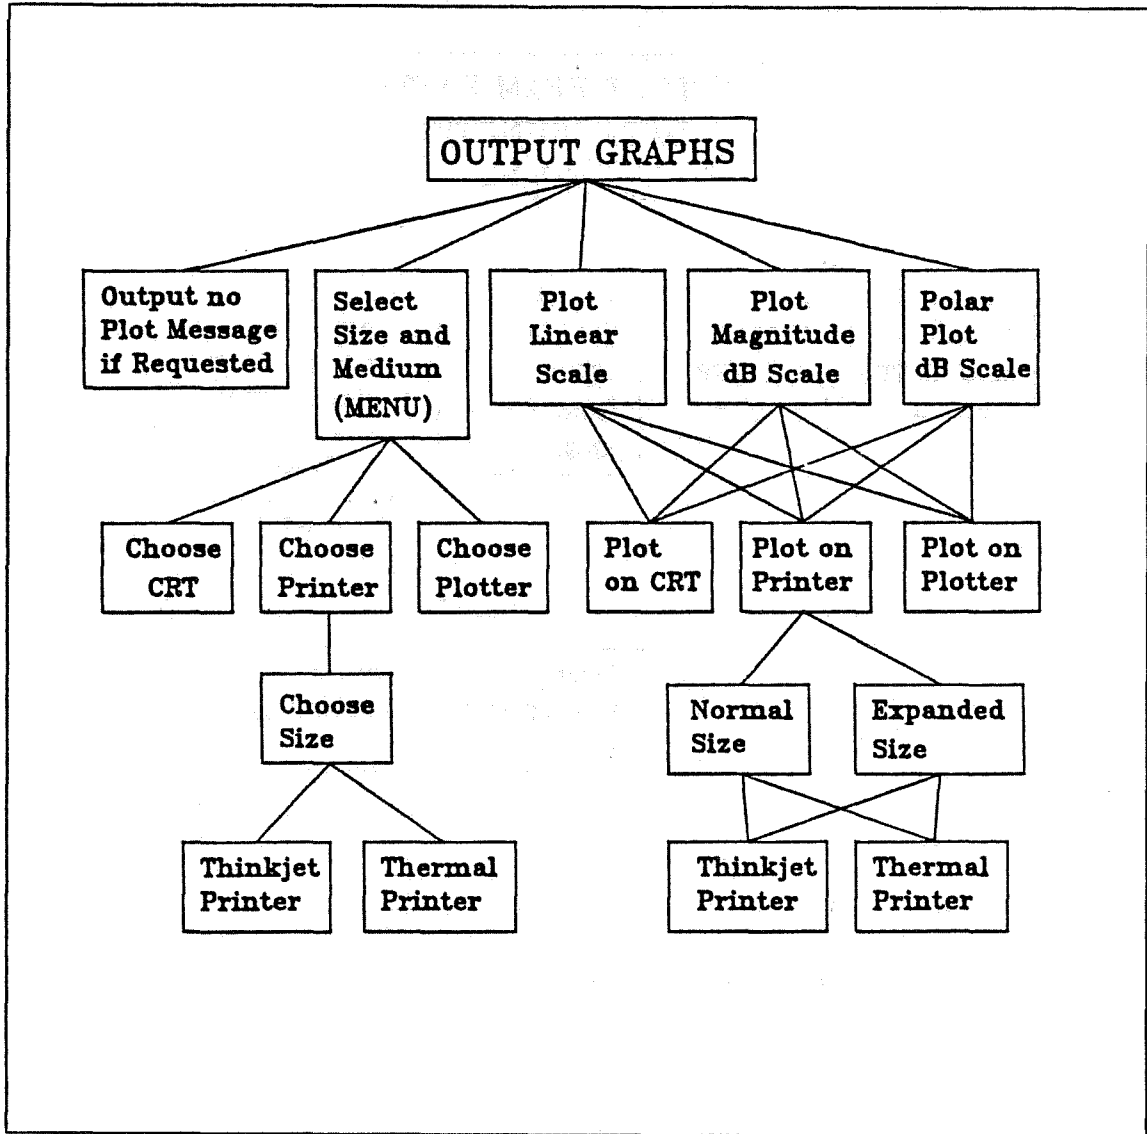 OUTPUT GRAPHS
Output no
Plot Message
if Requested
Select
Size and
Medium
(MENU)
Plot
Linear
Scale
Plot
Magnitude
dB Scale
Polar
Plot
dB Scale
Choose
CRT
Choose
Printer
Choose
Plotter
Plot
on CRT
Plot on
Printer
Plot on
Plotter
Choose
Size
Normal
Size
Expanded
Size
Thinkjet
Printer
Thermal
Printer
Thinkjet
Printer
Thermal
Printer